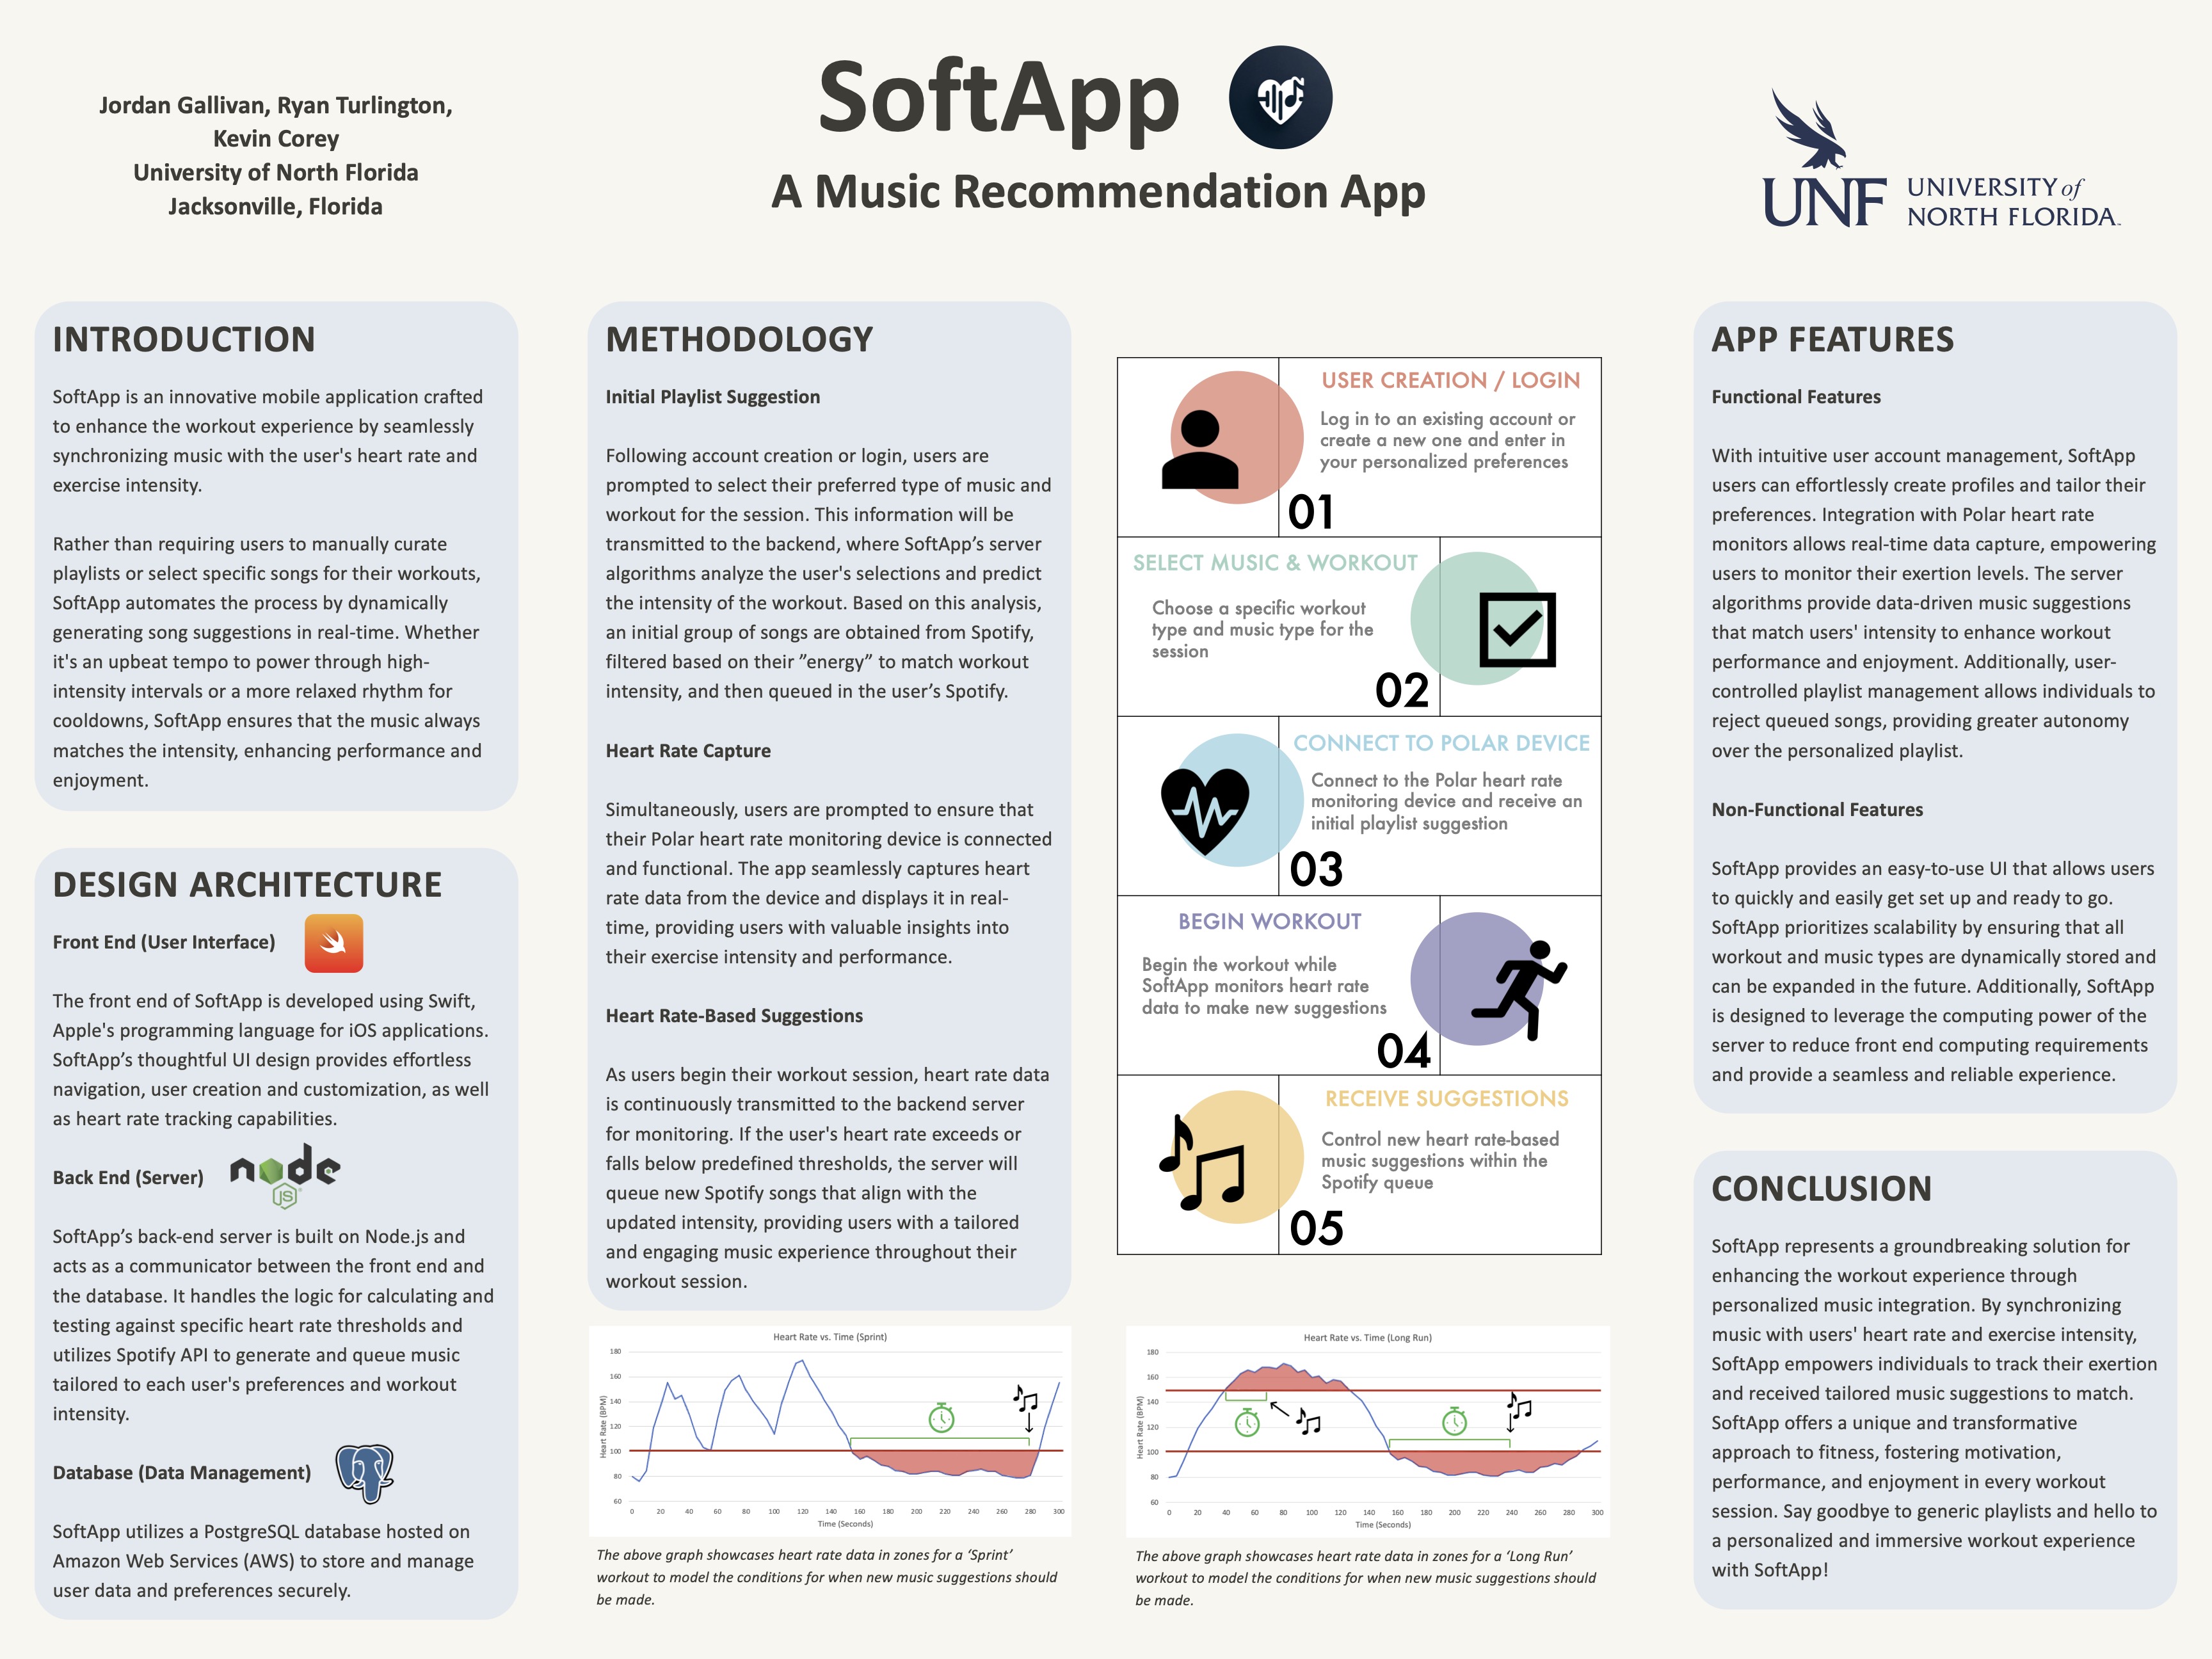 Jordan Gallivan, Ryan Turlington,
Kevin Corey
University of North Florida
Jacksonville, Florida
SoftApp
A Music Recommendation App
UNF
UNIVERSITY of
NORTH FLORIDA
INTRODUCTION
SoftApp is an innovative mobile application crafted
to enhance the workout experience by seamlessly
synchronizing music with the user's heart rate and
exercise intensity.
Rather than requiring users to manually curate
playlists or select specific songs for their workouts,
SoftApp automates the process by dynamically
generating song suggestions in real-time. Whether
it's an upbeat tempo to power through high-
intensity intervals or a more relaxed rhythm for
cooldowns, SoftApp ensures that the music always
matches the intensity, enhancing performance and
enjoyment.
DESIGN ARCHITECTURE
Front End (User Interface)
The front end of SoftApp is developed using Swift,
Apple's programming language for iOS applications.
SoftApp’s thoughtful UI design provides effortless
navigation, user creation and customization, as well
as heart rate tracking capabilities.
Back End (Server)
node
JS
SoftApp’s back-end server is built on Node.js and
acts as a communicator between the front end and
the database. It handles the logic for calculating and
testing against specific heart rate thresholds and
utilizes Spotify API to generate and queue music
tailored to each user's preferences and workout
intensity.
Database (Data Management)
SoftApp utilizes a PostgreSQL database hosted on
Amazon Web Services (AWS) to store and manage
user data and preferences securely.
METHODOLOGY
Initial Playlist Suggestion
Following account creation or login, users are
prompted to select their preferred type of music and
workout for the session. This information will be
transmitted to the backend, where SoftApp’s server
algorithms analyze the user's selections and predict
the intensity of the workout. Based on this analysis,
an initial group of songs are obtained from Spotify,
filtered based on their ”energy” to match workout
intensity, and then queued in the user’s Spotify.
Heart Rate Capture
Simultaneously, users are prompted to ensure that
their Polar heart rate monitoring device is connected
and functional. The app seamlessly captures heart
rate data from the device and displays it in real-
time, providing users with valuable insights into
their exercise intensity and performance.
Heart Rate-Based Suggestions
As users begin their workout session, heart rate data
is continuously transmitted to the backend server
for monitoring. If the user's heart rate exceeds or
falls below predefined thresholds, the server will
queue new Spotify songs that align with the
updated intensity, providing users with a tailored
and engaging music experience throughout their
workout session.
Heart Rate vs. Time (Sprint)
Heart Rate (BPM)
180
160
140
120
100
80
60
0 20 40 60 80 100 120 140 160 180 200 220 240 260 280 300
Time (Seconds)
The above graph showcases heart rate data in zones for a ‘Sprint’
workout to model the conditions for when new music suggestions should
be made.
USER CREATION / LOGIN
Log in to an existing account or
create a new one and enter in
your personalized preferences
01
SELECT MUSIC & WORKOUT
Choose a specific workout
type and music type for the
session
02
CONNECT TO POLAR DEVICE
Connect to the Polar heart rate
monitoring device and receive an
initial playlist suggestion
03
BEGIN WORKOUT
Begin the workout while
SoftApp monitors heart rate
data to make new suggestions
04
RECEIVE SUGGESTIONS
Control new heart rate-based
music suggestions within the
Spotify queue
05
Heart Rate vs. Time (Long Run)
Heart Rate (BPM)
180
160
140
120
100
80
60
0 20 40 60 80 100 120 140 160 180 200 220 240 260 280 300
Time (Seconds)
The above graph showcases heart rate data in zones for a ‘Long Run’
workout to model the conditions for when new music suggestions should
be made.
APP FEATURES
Functional Features
With intuitive user account management, SoftApp
users can effortlessly create profiles and tailor their
preferences. Integration with Polar heart rate
monitors allows real-time data capture, empowering
users to monitor their exertion levels. The server
algorithms provide data-driven music suggestions
that match users' intensity to enhance workout
performance and enjoyment. Additionally, user-
controlled playlist management allows individuals to
reject queued songs, providing greater autonomy
over the personalized playlist.
Non-Functional Features
SoftApp provides an easy-to-use UI that allows users
to quickly and easily get set up and ready to go.
SoftApp prioritizes scalability by ensuring that all
workout and music types are dynamically stored and
can be expanded in the future. Additionally, SoftApp
is designed to leverage the computing power of the
server to reduce front end computing requirements
and provide a seamless and reliable experience.
CONCLUSION
SoftApp represents a groundbreaking solution for
enhancing the workout experience through
personalized music integration. By synchronizing
music with users' heart rate and exercise intensity,
SoftApp empowers individuals to track their exertion
and received tailored music suggestions to match.
SoftApp offers a unique and transformative
approach to fitness, fostering motivation,
performance, and enjoyment in every workout
session. Say goodbye to generic playlists and hello to
a personalized and immersive workout experience
with SoftApp!